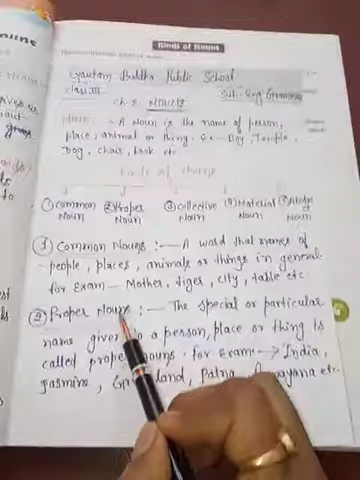 Kinds of Nouns
Gautam Buddha Public School
Class III Sub:- Eng Grammar
Ch-2 NOUNS
Noun :- A Noun is the name of person,
place, animal or thing. Ex - Boy, Temple,
Dog, chair, book etc.
Kinds of
① Common Noun ② Proper Noun ③ collective Noun ④ Material Noun ⑤ Abstract Noun
① Common Nouns :- A word that names of
people, places, animals or things in general
for Exam - Mother, tiger, city, table etc.
② Proper Nouns :- The special or particular
name given to a person, place or thing is
called proper nouns. for Exam → India,
Jasmine, land, Patna, etc.